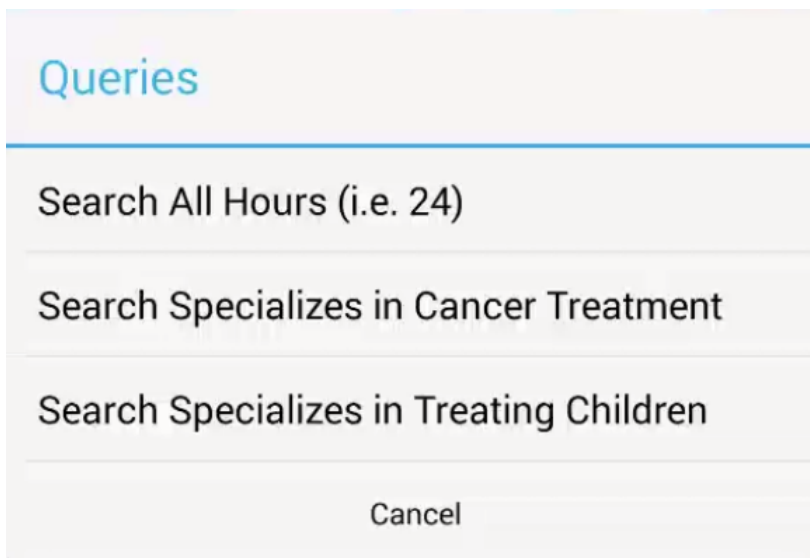 Queries
Search All Hours (i.e. 24)
Search Specializes in Cancer Treatment
Search Specializes in Treating Children
Cancel